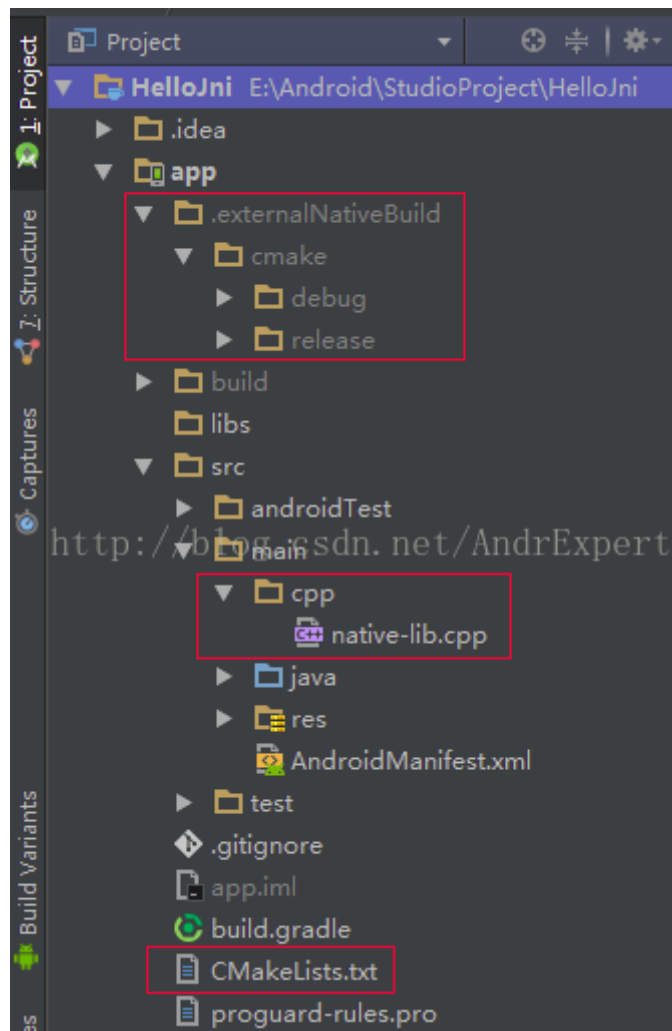 Project
HelloJni E:\Android\StudioProject\HelloJni
.idea
app
.externalNativeBuild
cmake
debug
release
build
libs
src
androidTest
http://blog.csdn.net/AndrExpert
main
cpp
native-lib.cpp
java
res
AndroidManifest.xml
test
.gitignore
app.iml
build.gradle
CMakeLists.txt
proguard-rules.pro
1: Project
7: Structure
Captures
Build Variants